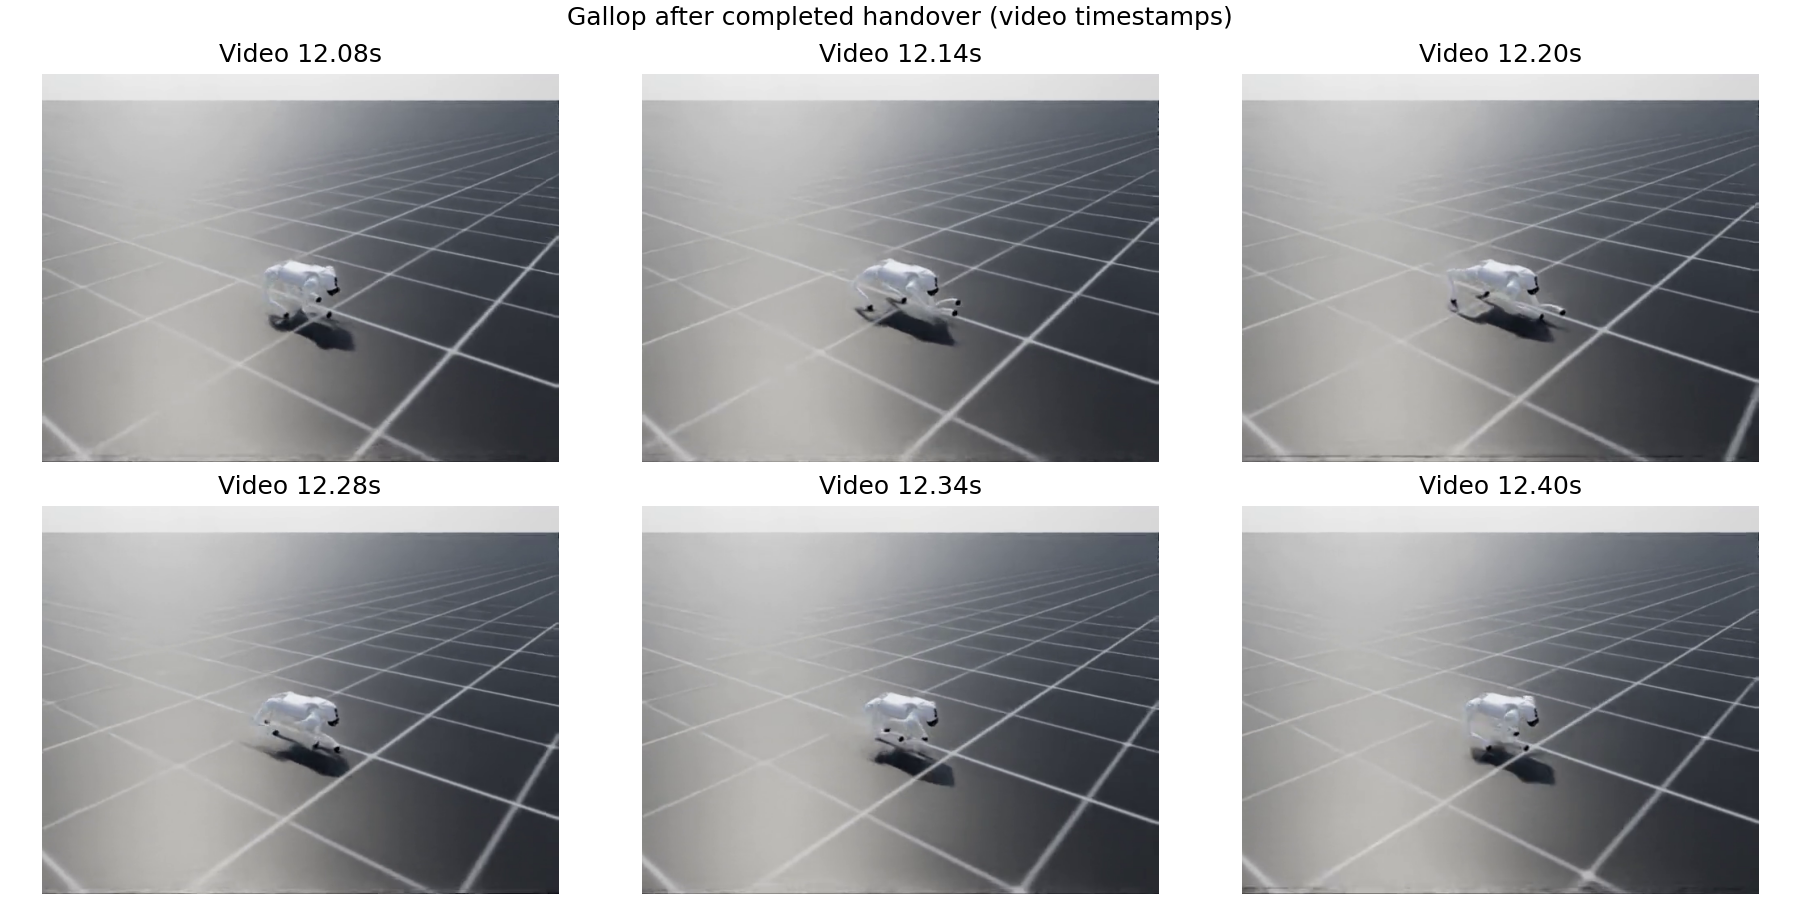 Gallop after completed handover (video timestamps)
Video 12.08s
Video 12.14s
Video 12.20s
Video 12.28s
Video 12.34s
Video 12.40s